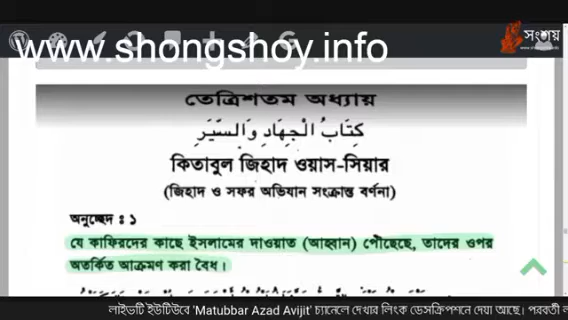 www.shongshoy.info
সংশয়
তেত্রিশতম অধ্যায়
كِتَابُ الْجِهَادِ وَالسِّيَرِ
কিতাবুল জিহাদ ওয়াস-সিয়ার
(জিহাদ ও সফর অভিযান সংক্রান্ত বর্ণনা)
অনুচ্ছেদ : ১
যে কাফিরদের কাছে ইসলামের দাওয়াত (আহ্বান) পৌঁছেছে, তাদের ওপর
অতর্কিত আক্রমণ করা বৈধ।
লাইভটি ইউটিউবে 'Matubbar Azad Avijit' চ্যানেলে দেখার লিংক ডেসক্রিপশনে দেয়া আছে। পরবর্তী